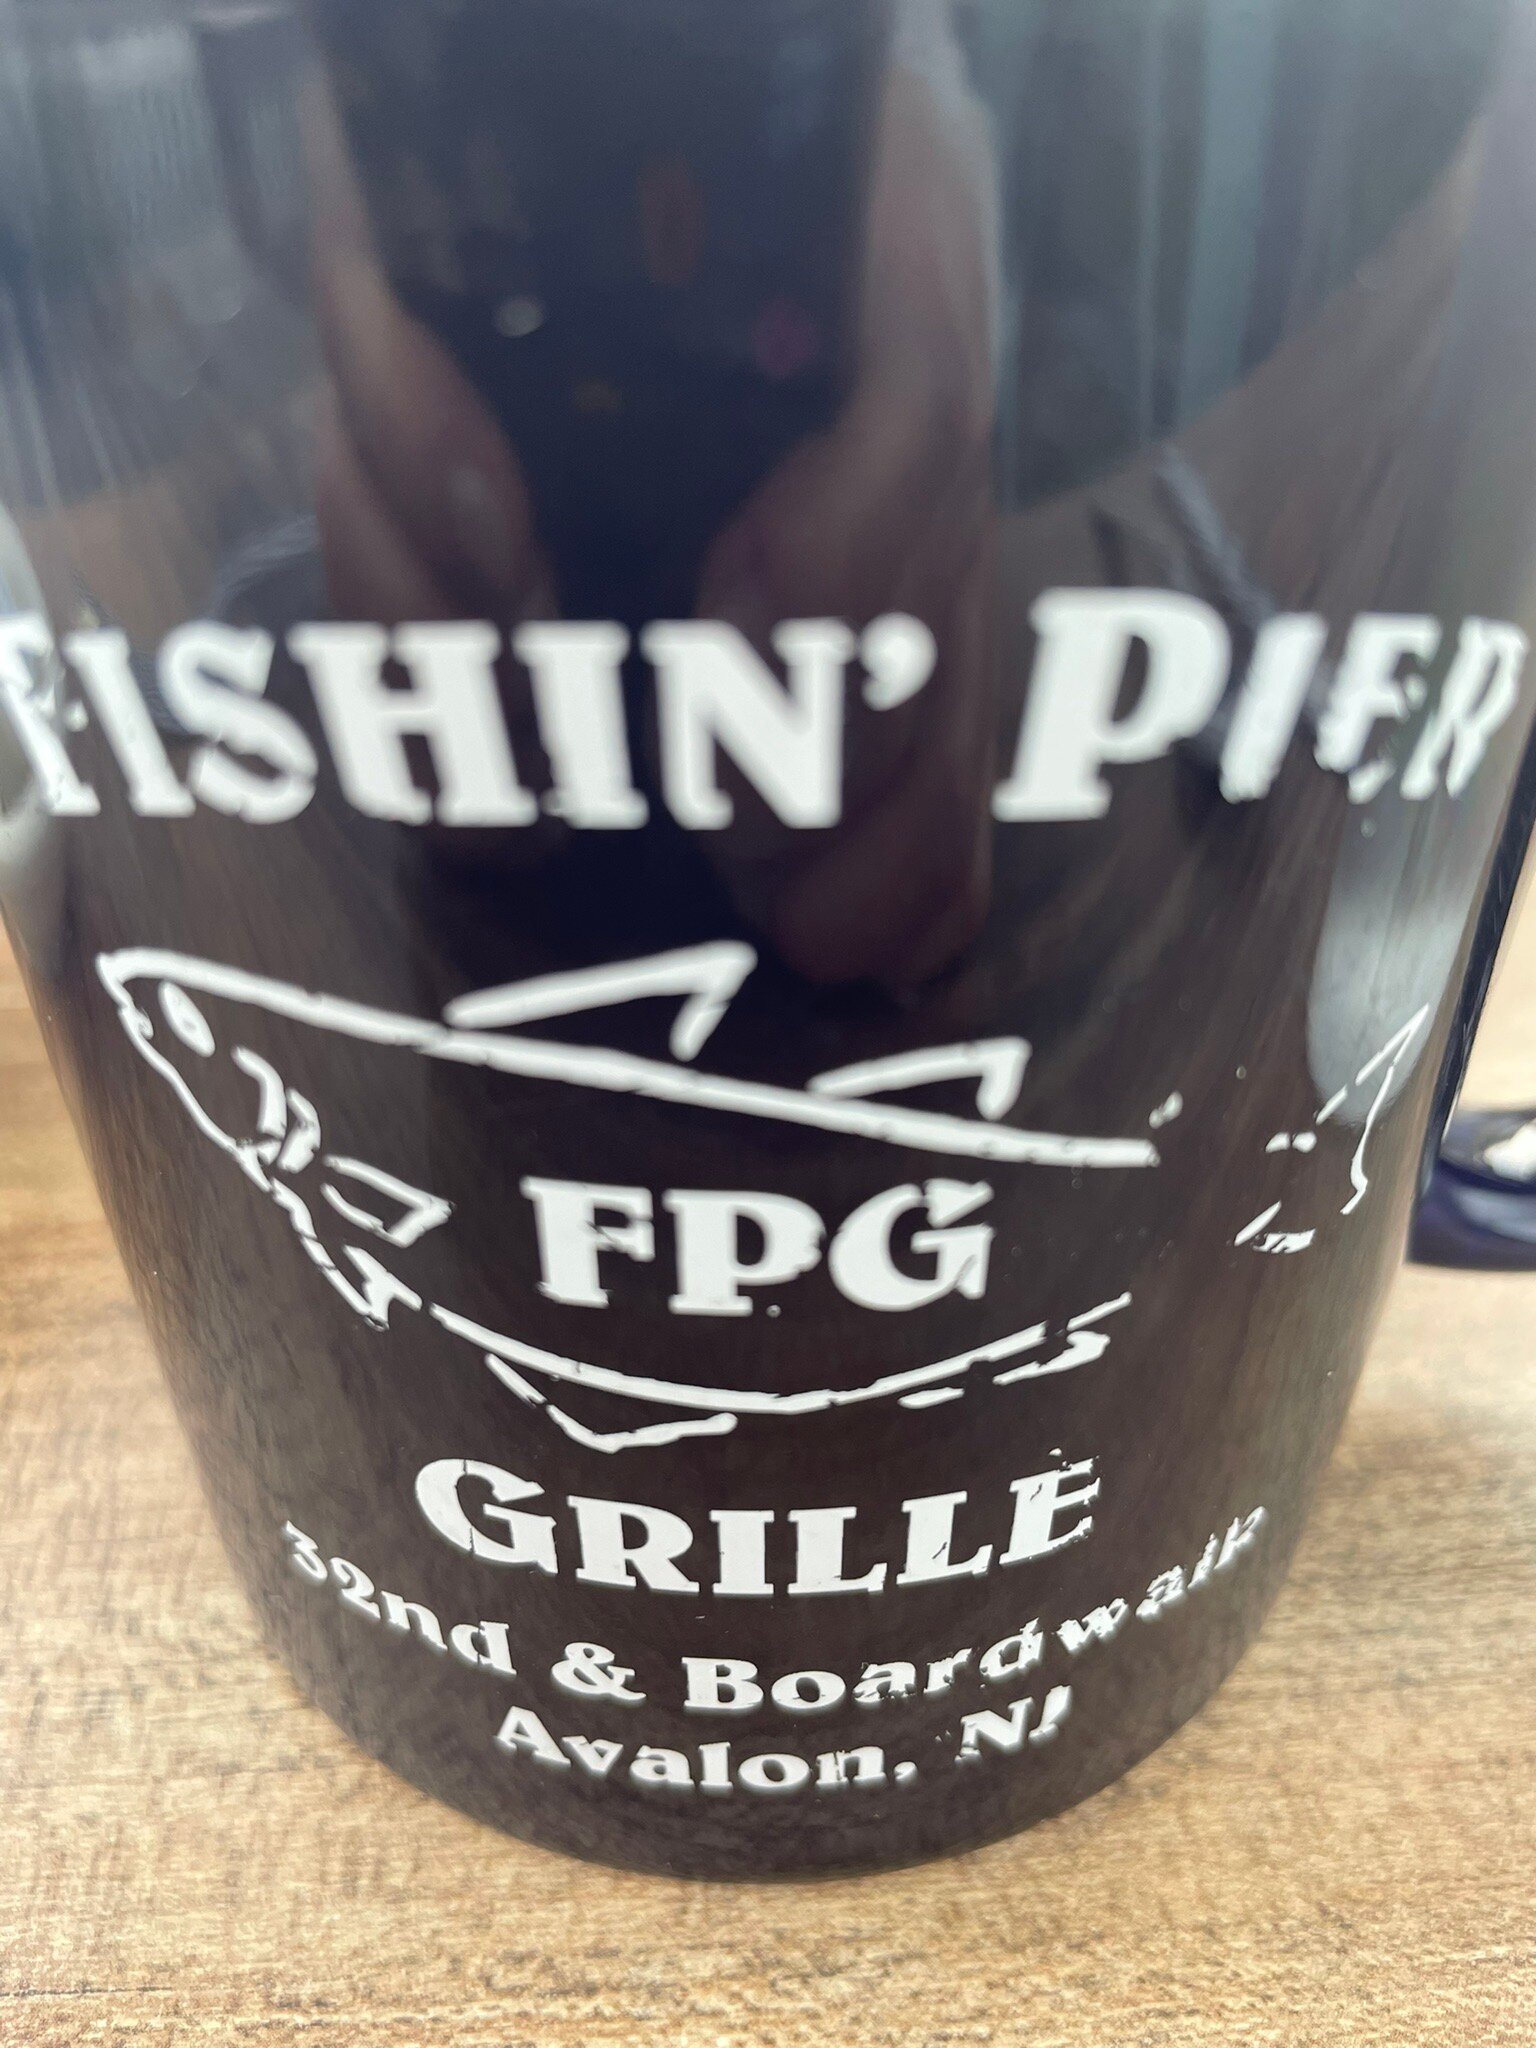 FISHIN' PIER
FPG
GRILLE
32nd & Boardwalk
Avalon, NJ